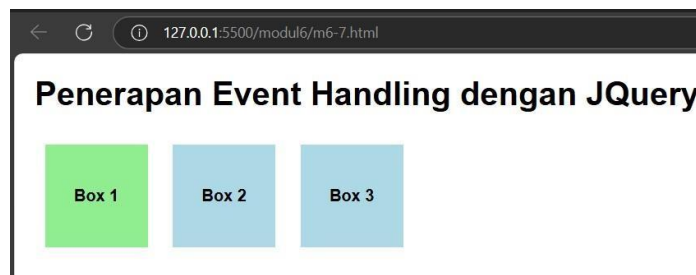 127.0.0.1:5500/modul6/m6-7.html
Penerapan Event Handling dengan JQuery
Box 1 Box 2 Box 3